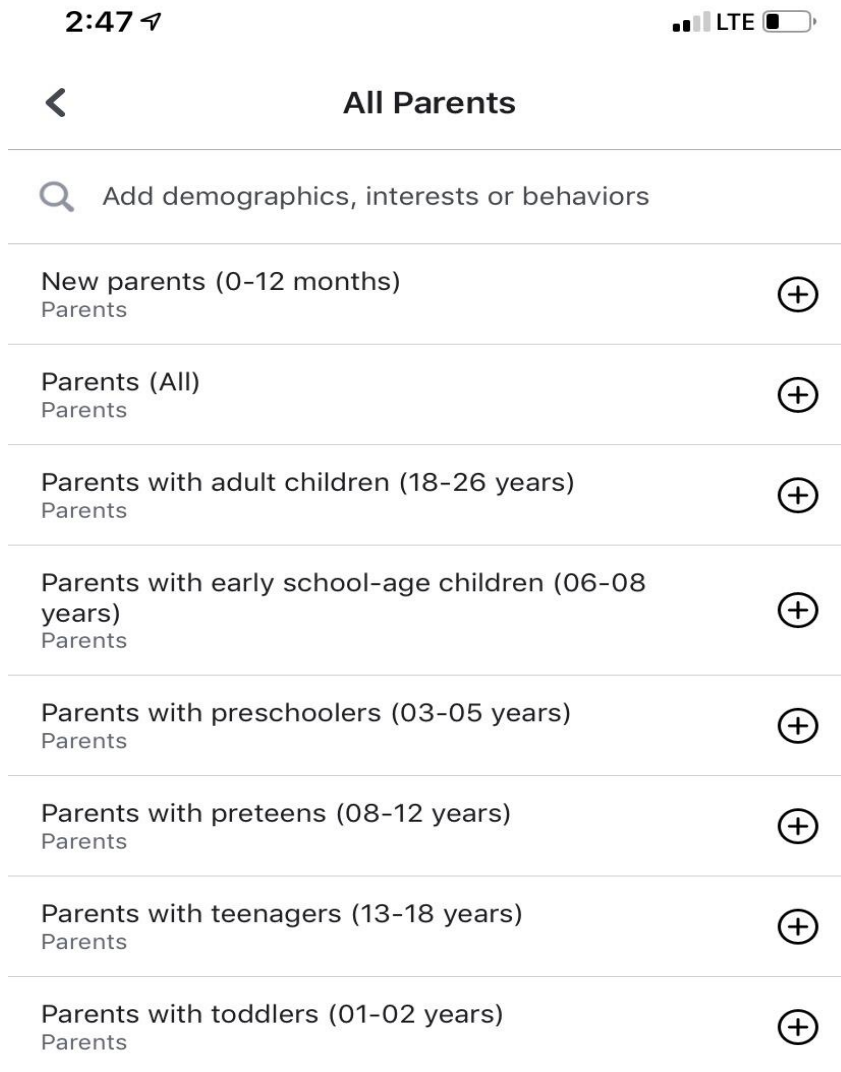 2:47
LTE
All Parents
Add demographics, interests or behaviors
New parents (0-12 months)
Parents
Parents (All)
Parents
Parents with adult children (18-26 years)
Parents
Parents with early school-age children (06-08
years)
Parents
Parents with preschoolers (03-05 years)
Parents
Parents with preteens (08-12 years)
Parents
Parents with teenagers (13-18 years)
Parents
Parents with toddlers (01-02 years)
Parents